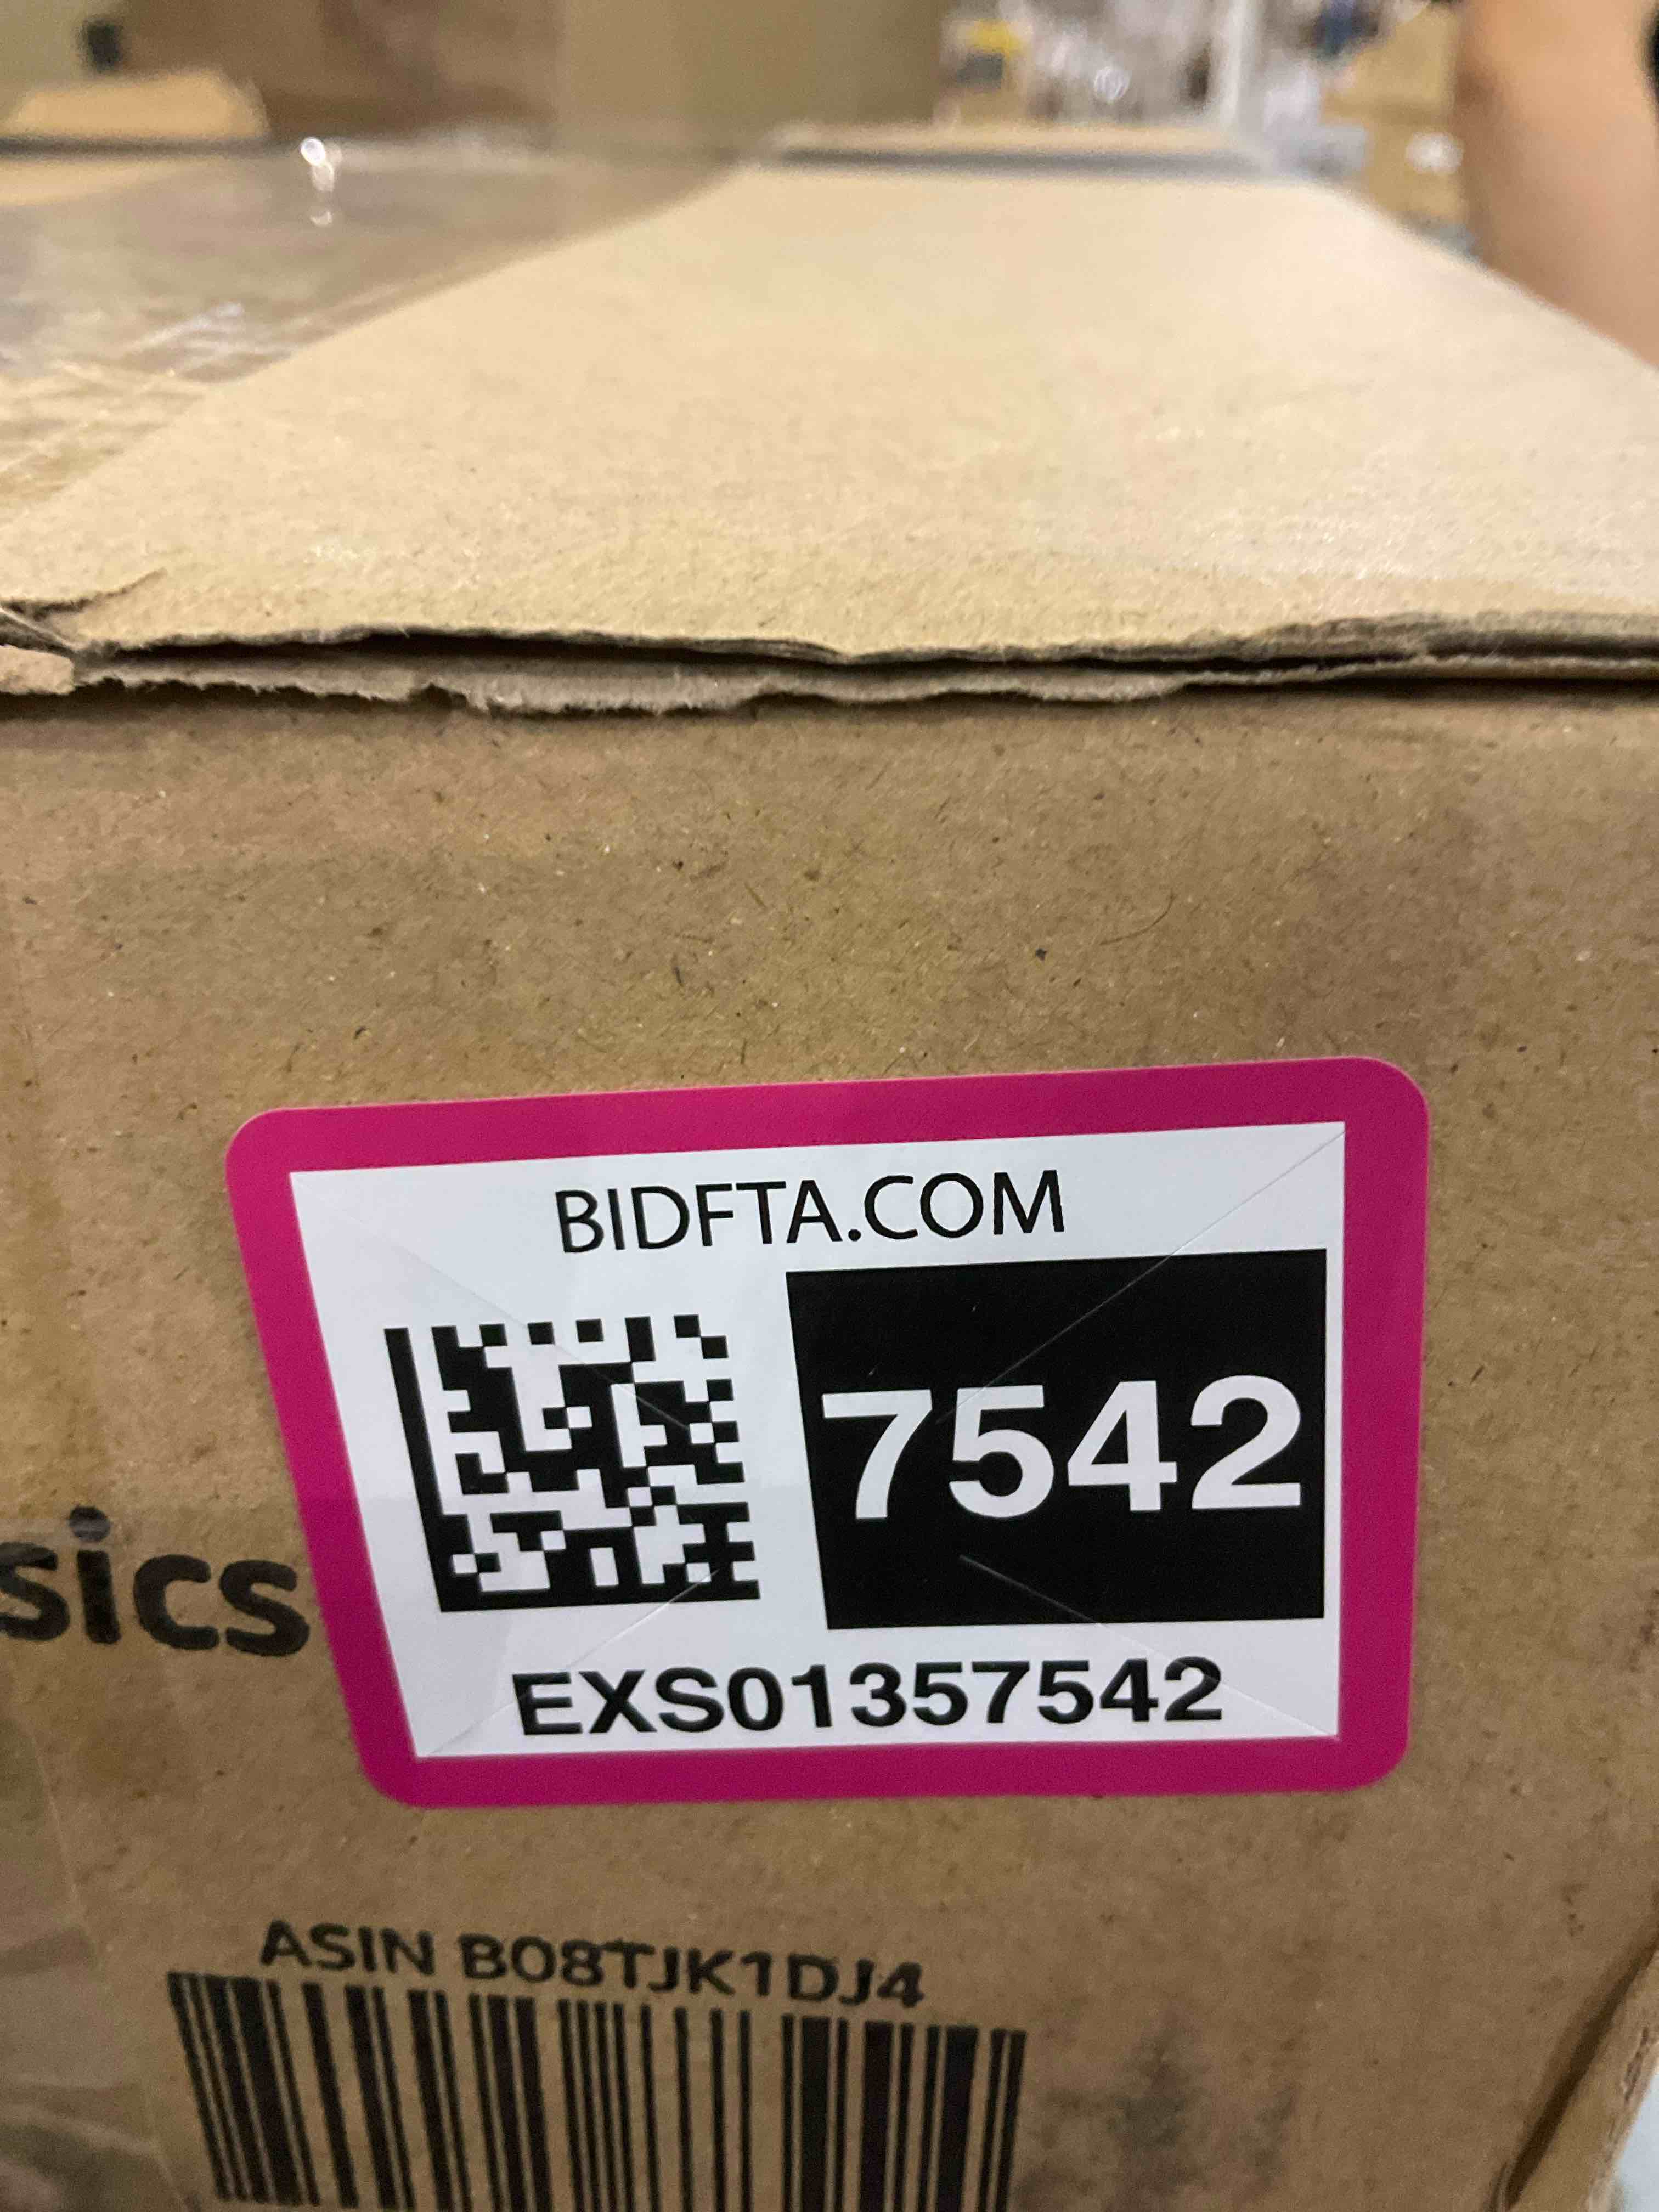 BIDFTA.COM
7542
EXS01357542
sics
ASIN B08TJK1DJ4